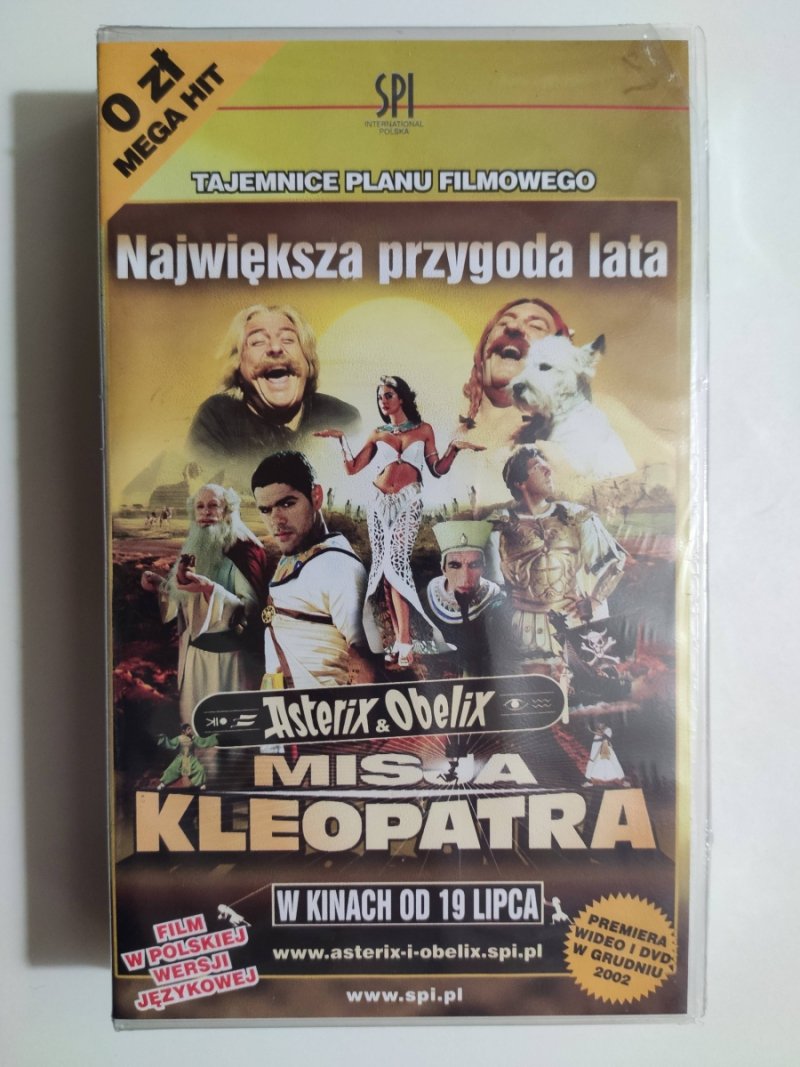 0 zł
MEGA HIT
SPI
INTERNATIONAL
POLSKA
TAJEMNICE PLANU FILMOWEGO
Największa przygoda lata
Asterix & Obelix
MISJA
KLEOPATRA
W KINACH OD 19 LIPCA
FILM
W POLSKIEJ
WERSJI
JĘZYKOWEJ
www.asterix-i-obelix.spi.pl
www.spi.pl
PREMIERA
WIDEO I DVD
W GRUDNIU
2002